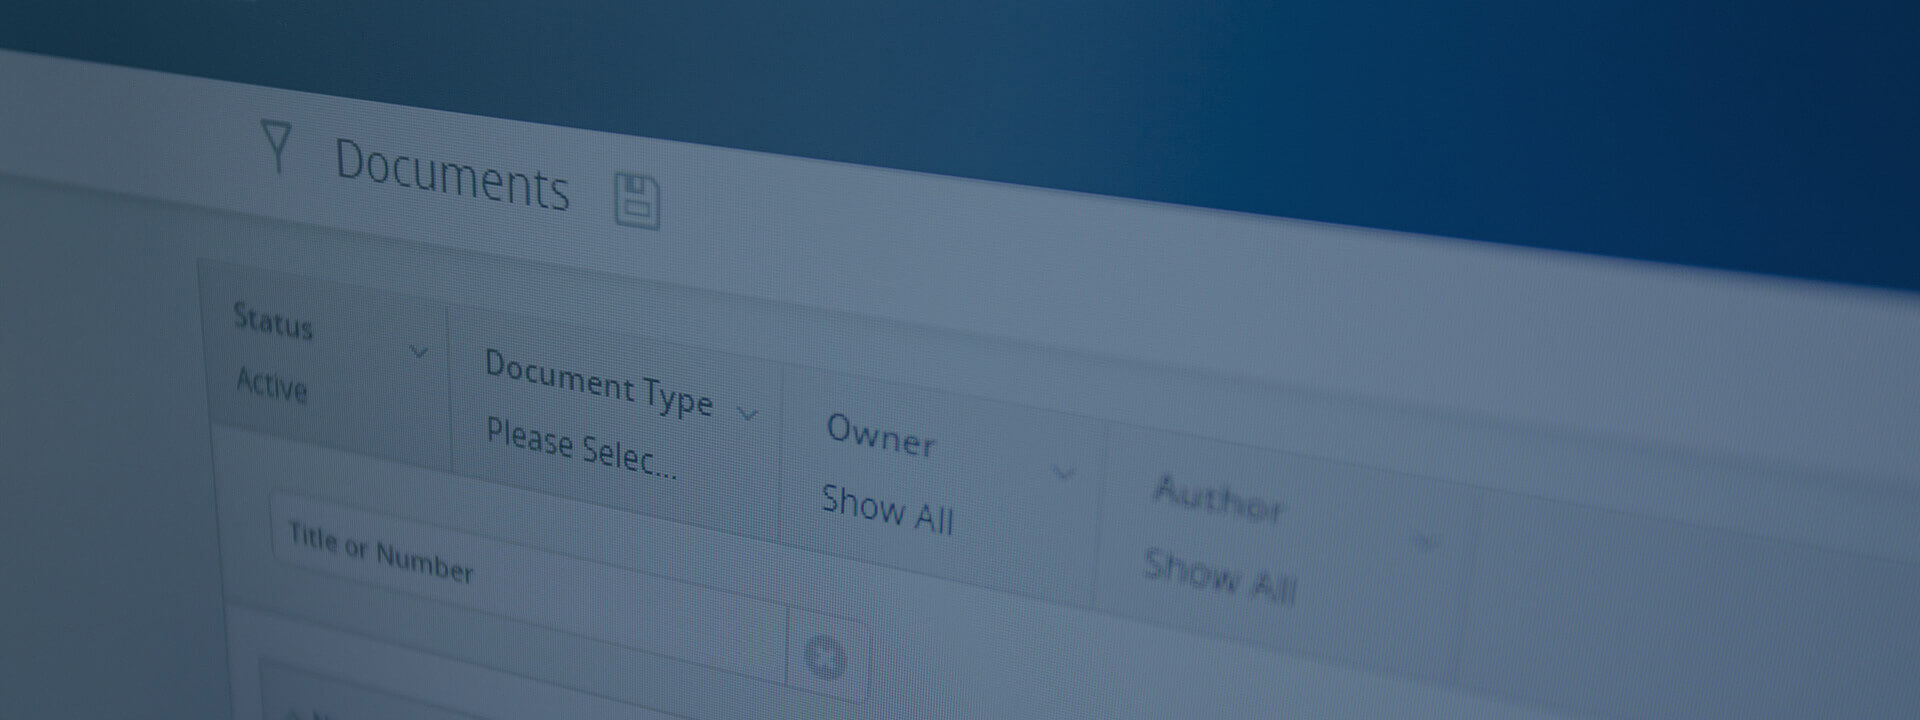 Documents
Status
Active
Document Type
Please Selec...
Owner
Show All
Author
Show All
Title or Number